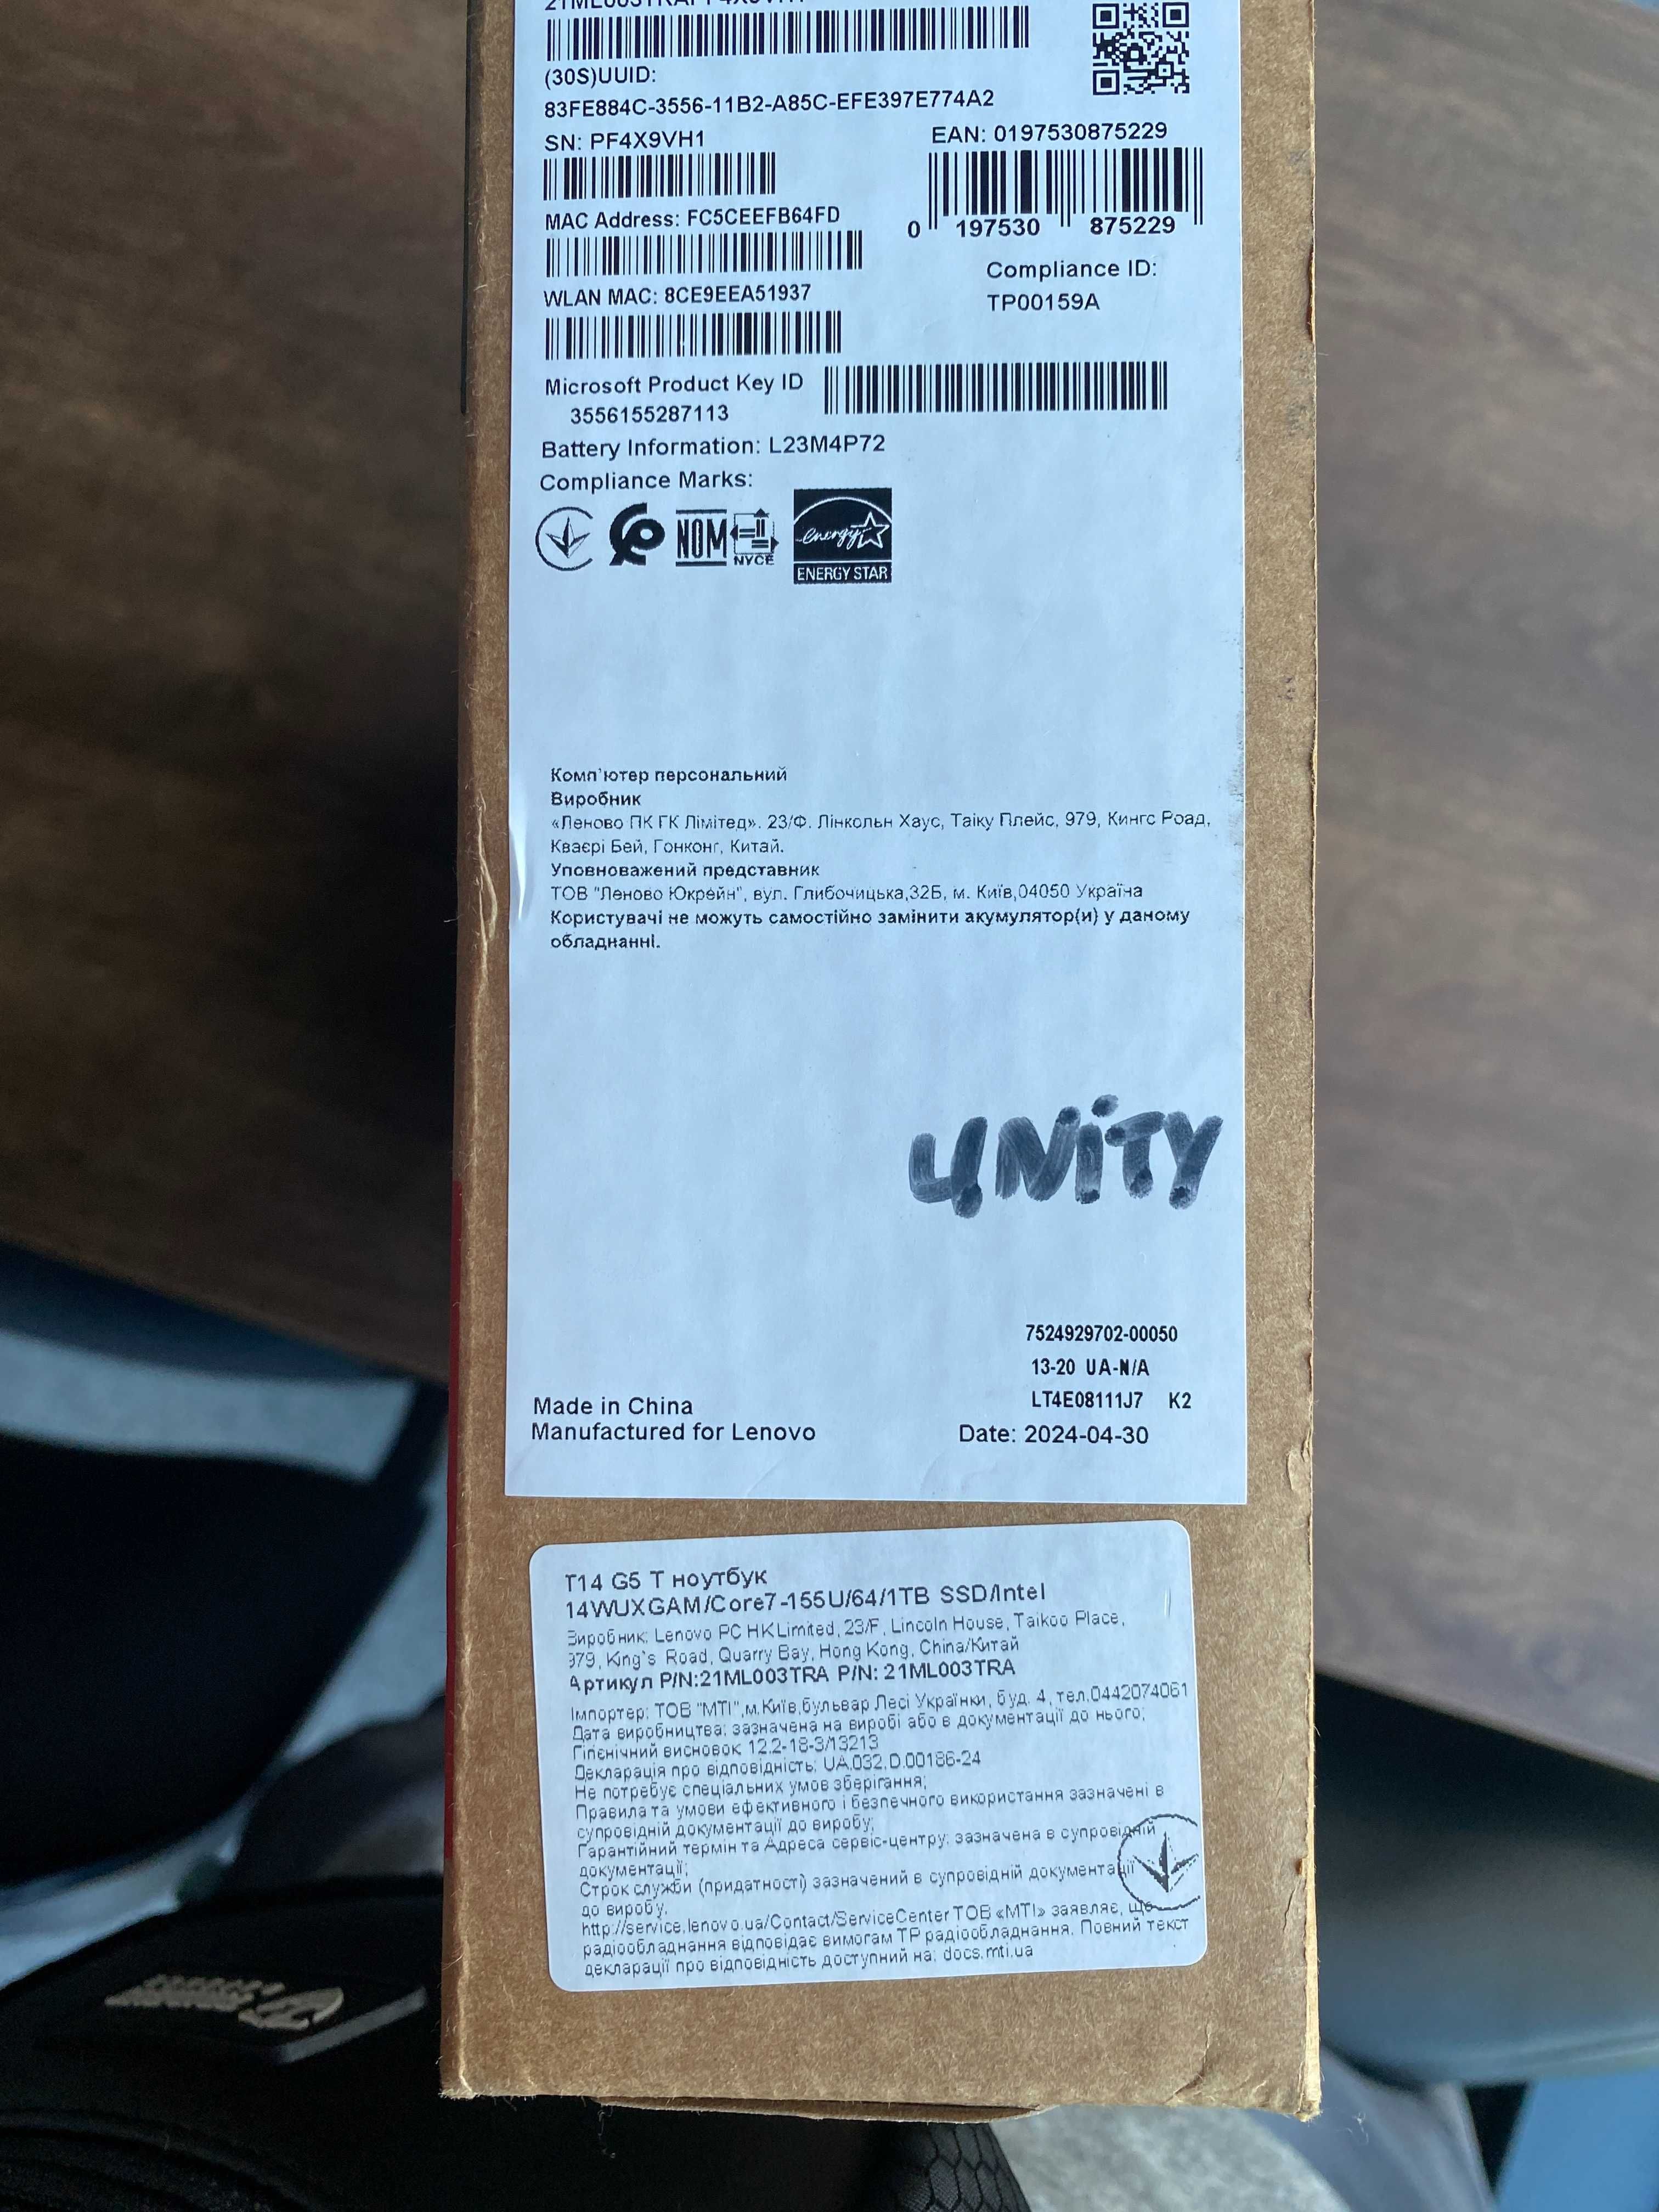 (30S)UUID:
83FE884C-3556-11B2-A85C-EFE397E774A2
SN: PF4X9VH1
EAN: 0197530875229
0 197530 875229
MAC Address: FC5CEEFB64FD
WLAN MAC: 8CE9EEA51937
Compliance ID:
TP00159A
Microsoft Product Key ID
3556155287113
Battery Information: L23M4P72
Compliance Marks:
NOM
NYCE
energy
ENERGY STAR
Комп'ютер персональний
Виробник
«Леново ПК ГК Лімітед». 23/Ф. Лінкольн Хаус, Таіку Плейс, 979, Кингс Роад,
Кваєрі Бей, Гонконг, Китай.
Уповноважений представник
ТОВ "Леново Юкрейн", вул. Глибочицька,32Б, м. Київ,04050 Україна
Користувачі не можуть самостійно замінити акумулятор(и) у даному
обладнанні.
UNiTY
7524929702-00050
13-20 UA-N/A
LT4E08111J7 K2
Made in China
Manufactured for Lenovo
Date: 2024-04-30
T14 G5 T ноутбук
14WUXGAM/Core7-155U/64/1TB SSD/Intel
Виробник: Lenovo PC HK Limited, 23/F, Lincoln House, Taikoo Place,
979, King`s Road, Quarry Bay, Hong Kong, China/Китай
Артикул P/N:21ML003TRA P/N: 21ML003TRA
Імпортер: ТОВ "МТІ",м.Київ,бульвар Лесі Українки, буд. 4, тел.0442074061
Дата виробництва: зазначена на виробі або в документації до нього;
Гігієнічний висновок 12.2-18-3/13213
Декларація про відповідність: UA.032.D.00186-24
Не потребує спеціальних умов зберігання;
Правила та умови ефективного і безпечного використання зазначені в
супровідній документації до виробу;
Гарантійний термін та Адреса сервіс-центру: зазначена в супровідній
документації;
Строк служби (придатності) зазначений в супровідній документації
до виробу.
http://service.lenovo.ua/Contact/ServiceCenter ТОВ «МТІ» заявляє, що
радіообладнання відповідає вимогам ТР радіообладнання. Повний текст
декларації про відповідність доступний на: docs.mti.ua